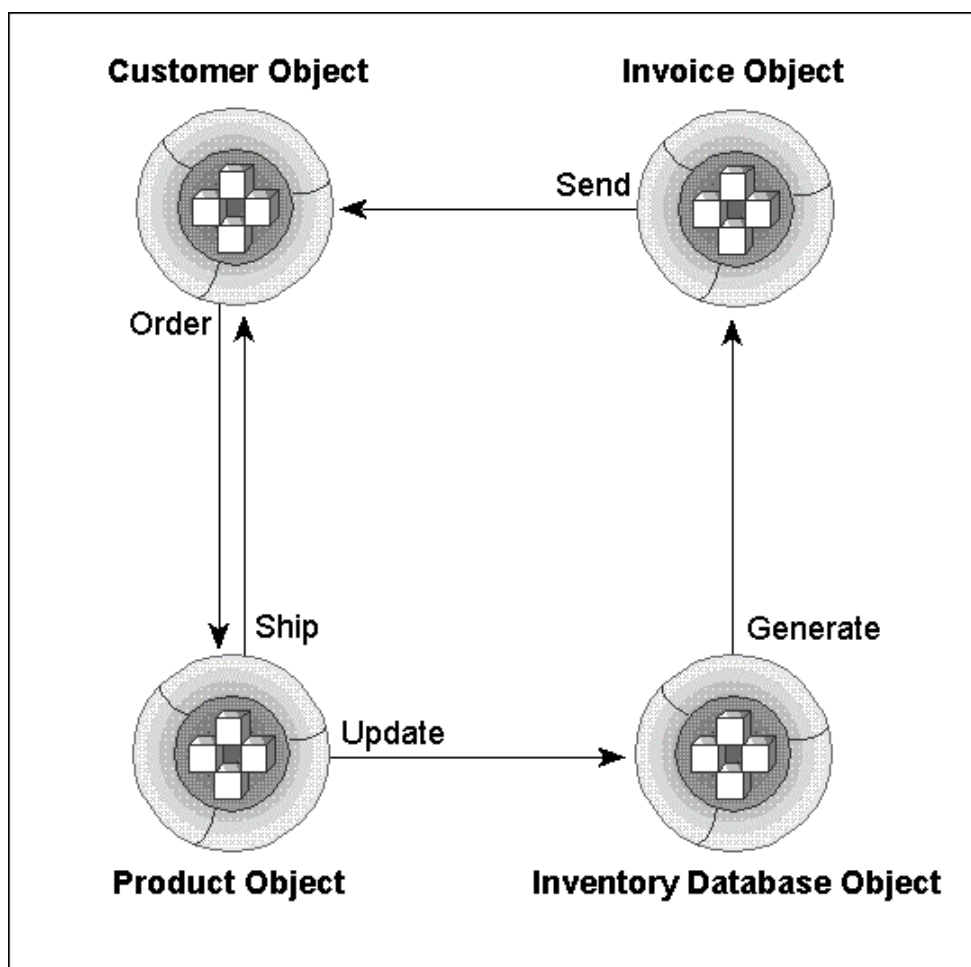 Customer Object
Invoice Object
Send
Order
Ship
Generate
Update
Product Object
Inventory Database Object